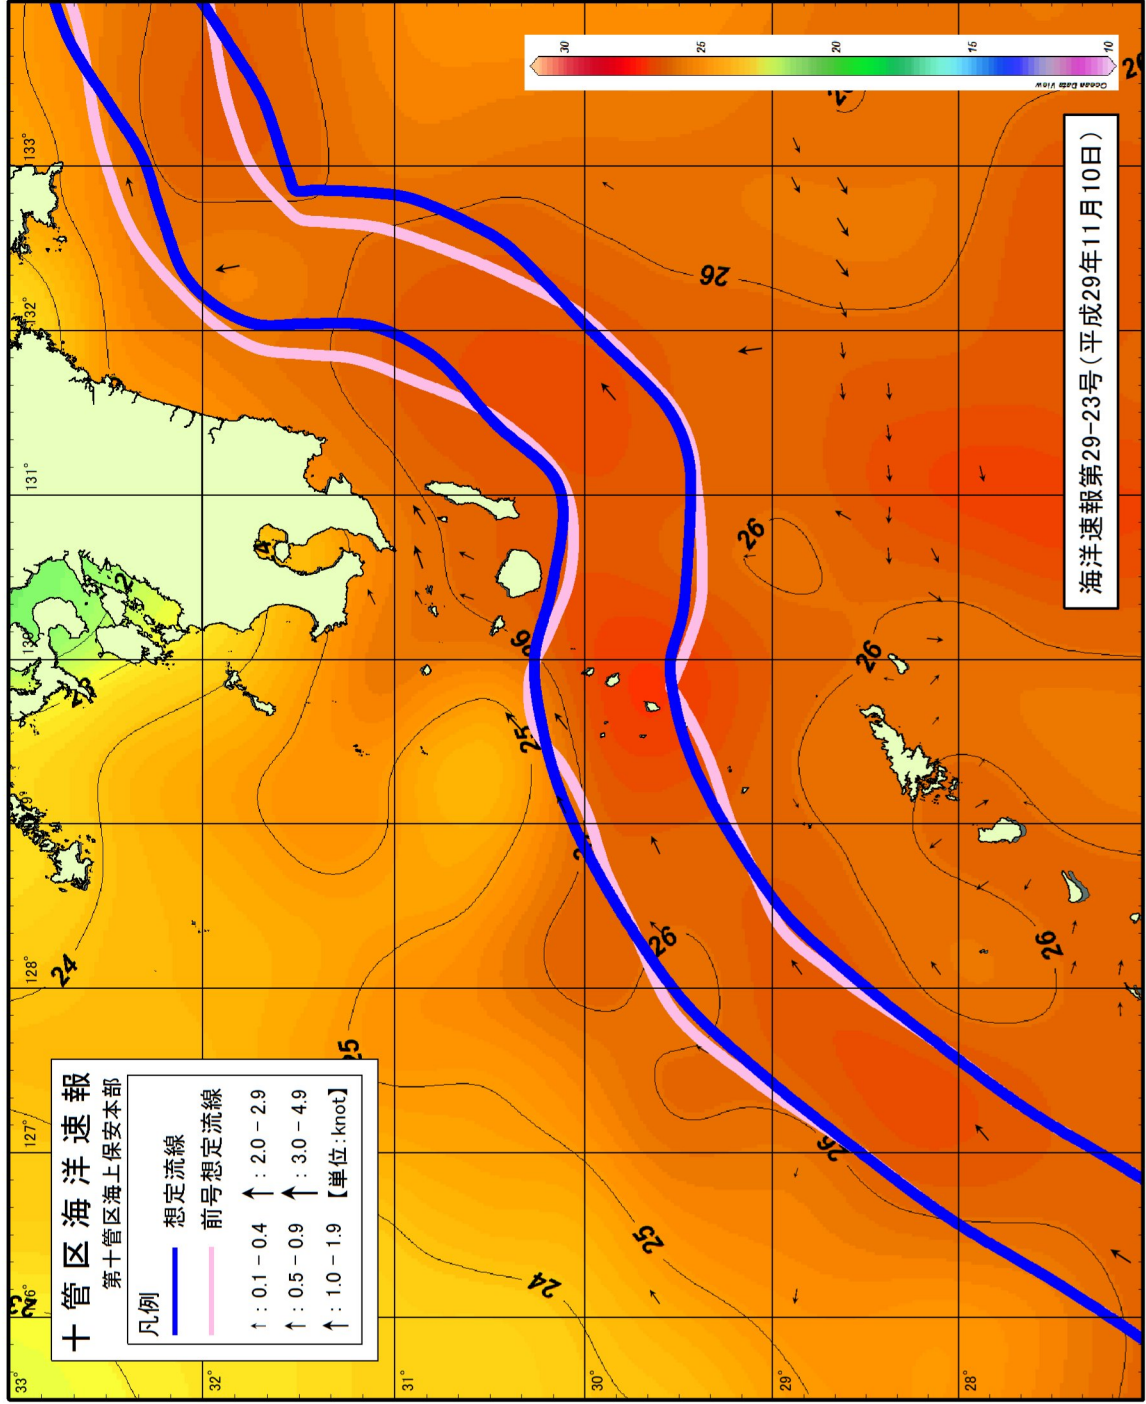 十管区海洋速報
第十管区海上保安本部
凡例
想定流線
前号想定流線
↑: 0.1 - 0.4
↑: 0.5 - 0.9
↑: 1.0 - 1.9
↑: 2.0 - 2.9
↑: 3.0 - 4.9
【単位:knot】
海洋速報第29-23号(平成29年11月10日)
30
25
20
15
10
Ocean Data View
127°
128°
131°
132°
133°
33°
32°
31°
30°
29°
28°
24
25
24
25
26
26
25
26
26
26
26
26